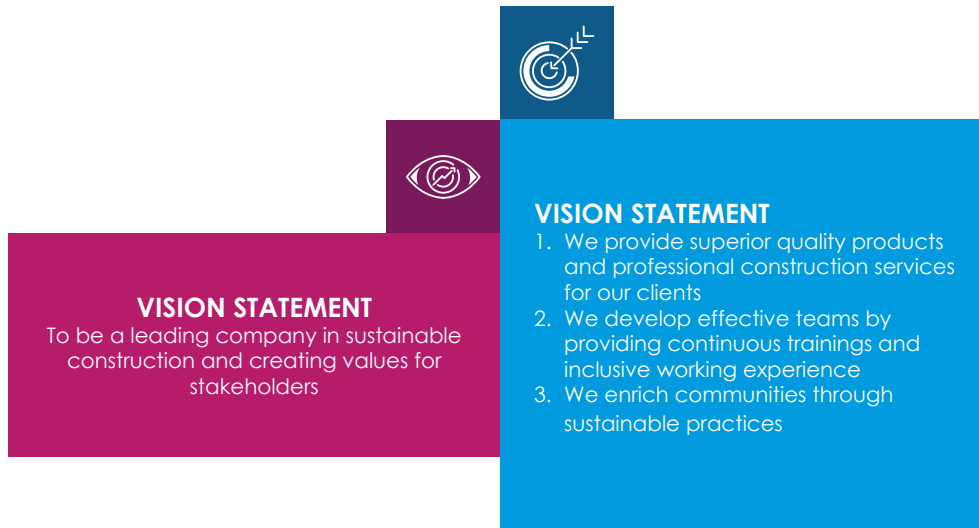 VISION STATEMENT
To be a leading company in sustainable
construction and creating values for
stakeholders
VISION STATEMENT
1. We provide superior quality products
and professional construction services
for our clients
2. We develop effective teams by
providing continuous trainings and
inclusive working experience
3. We enrich communities through
sustainable practices